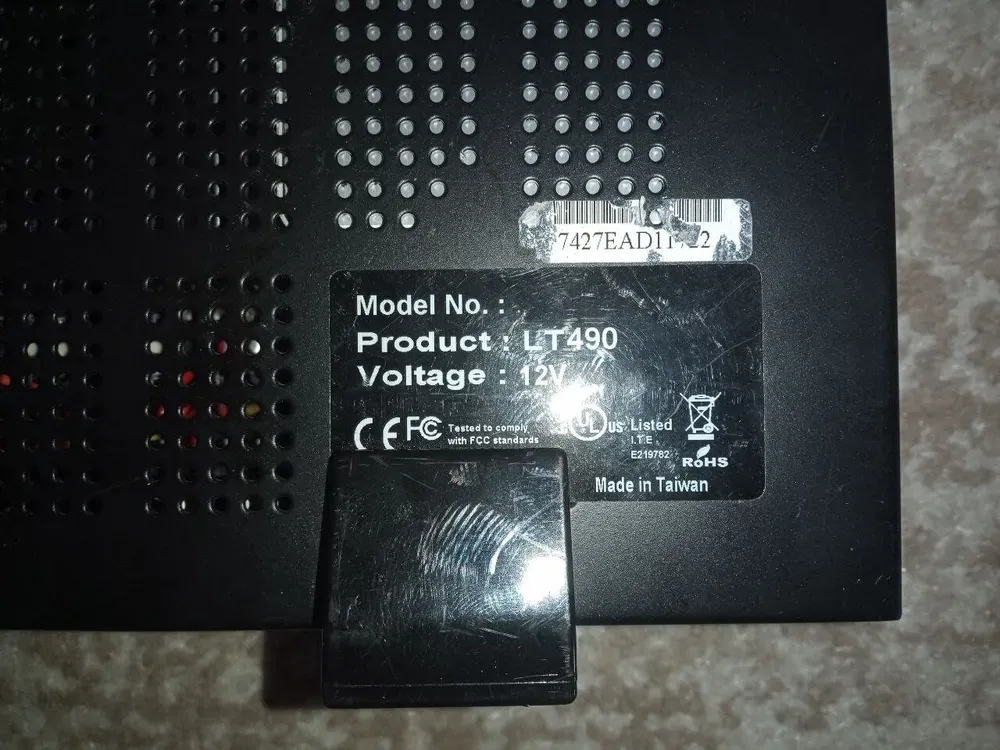 7427EAD11
Model No. :
Product : LT490
Voltage : 12V
CE FC Tested to comply
with FCC standards
UL US Listed
I.T.E
E219782
RoHS
Made in Taiwan